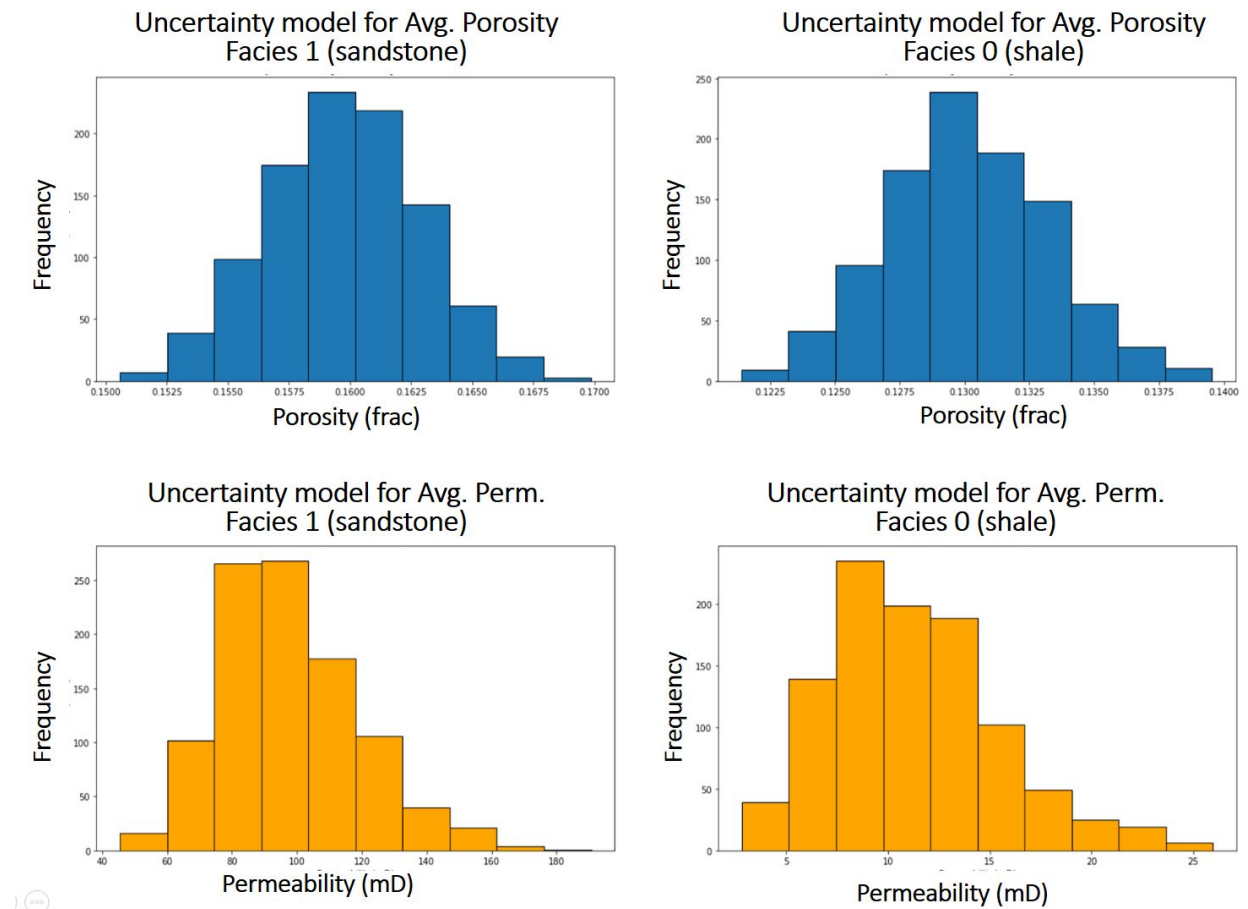 Uncertainty model for Avg. Porosity
Facies 1 (sandstone)
Frequency
200
150
100
50
0
0.1500 0.1525 0.1550 0.1575 0.1600 0.1625 0.1650 0.1675 0.1700
Porosity (frac)
Uncertainty model for Avg. Porosity
Facies 0 (shale)
Frequency
250
200
150
100
50
0
0.1225 0.1250 0.1275 0.1300 0.1325 0.1350 0.1375 0.1400
Porosity (frac)
Uncertainty model for Avg. Perm.
Facies 1 (sandstone)
Frequency
250
200
150
100
50
0
40 60 80 100 120 140 160 180
Permeability (mD)
Uncertainty model for Avg. Perm.
Facies 0 (shale)
Frequency
200
150
100
50
0
5 10 15 20 25
Permeability (mD)